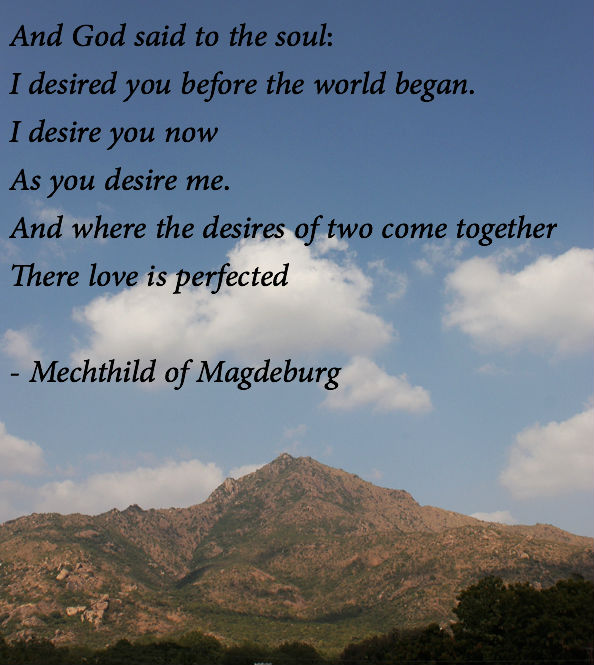 And God said to the soul:
I desired you before the world began.
I desire you now
As you desire me.
And where the desires of two come together
There love is perfected
- Mechthild of Magdeburg